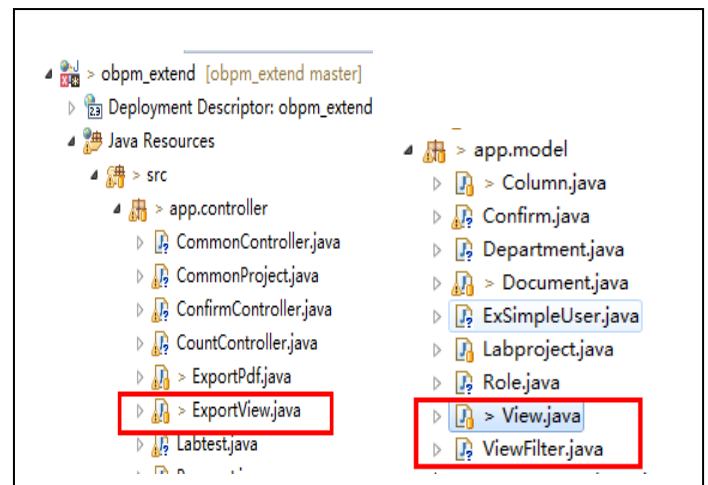 > obpm_extend [obpm_extend master]
Deployment Descriptor: obpm_extend
Java Resources
> src
> app.controller
CommonController.java
CommonProject.java
ConfirmController.java
CountController.java
> ExportPdf.java
> ExportView.java
Labtest.java
> app.model
> Column.java
Confirm.java
Department.java
> Document.java
ExSimpleUser.java
Labproject.java
Role.java
> View.java
ViewFilter.java